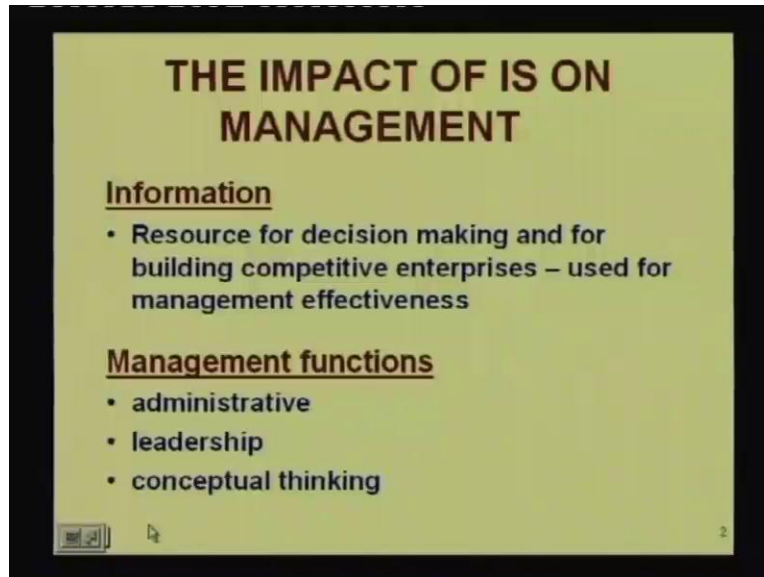 THE IMPACT OF IS ON
MANAGEMENT
Information
• Resource for decision making and for
building competitive enterprises – used for
management effectiveness
Management functions
• administrative
• leadership
• conceptual thinking
2